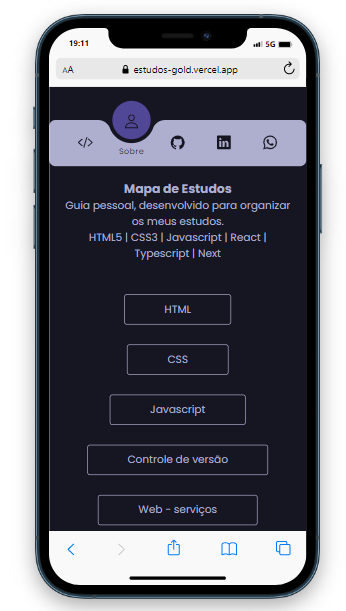 19:11
5G
AA
estudos-gold.vercel.app
</>
in
Sobre
Mapa de Estudos
Guia pessoal, desenvolvido para organizar
os meus estudos.
HTML5 | CSS3 | Javascript | React |
Typescript | Next
HTML
CSS
Javascript
Controle de versão
Web - serviços